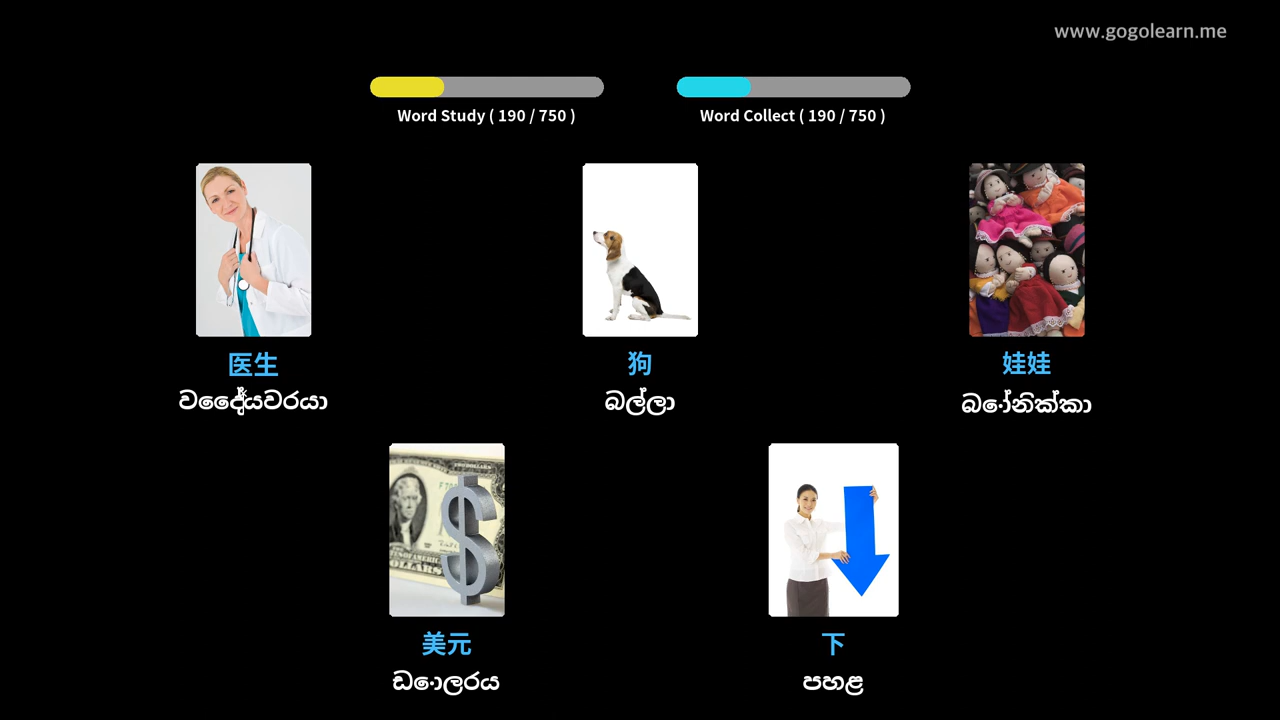 www.gogolearn.me
Word Study ( 190 / 750 )
Word Collect ( 190 / 750 )
医生
වෛද්‍යවරයා
狗
බල්ලා
娃娃
බෝනික්කා
美元
ඩොලරය
下
පහළ